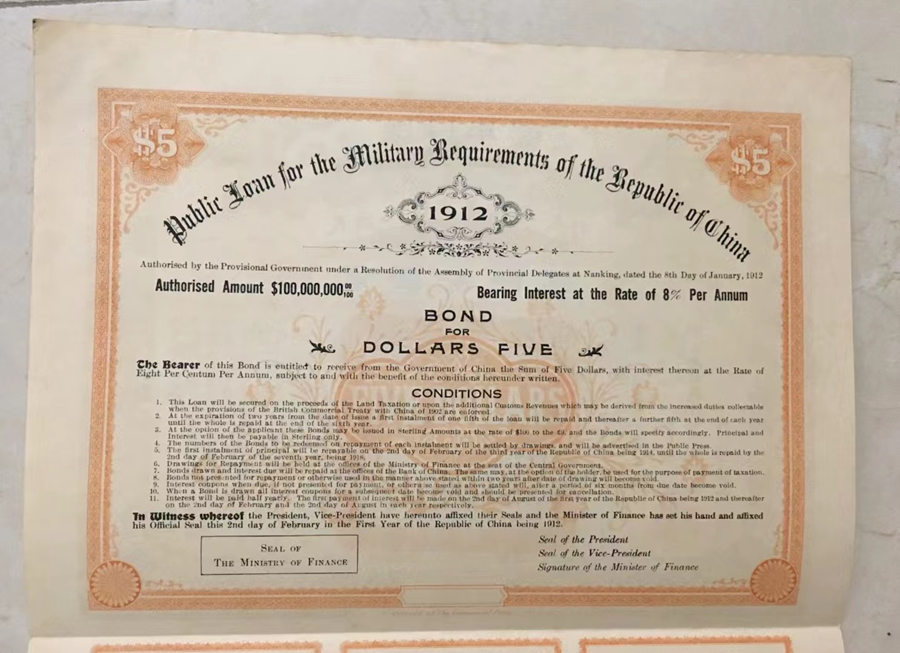 $5
$5
Public Loan for the Military Requirements of the Republic of China
1912
Authorised by the Provisional Government under a Resolution of the Assembly of Provincial Delegates at Nanking, dated the 8th Day of January, 1912
Authorised Amount $100,000,000 00/100
Bearing Interest at the Rate of 8% Per Annum
BOND
FOR
DOLLARS FIVE
The Bearer of this Bond is entitled to receive from the Government of China the Sum of Five Dollars, with interest thereon at the Rate of
Eight Per Centum Per Annum, subject to and with the benefit of the conditions hereunder written.
CONDITIONS
1. This Loan will be secured on the proceeds of the Land Taxation or upon the additional Customs Revenues which may be derived from the increased duties collectable
when the provisions of the British Commercial Treaty with China of 1902 are enforced.
2. At the expiration of two years from the date of issue a first instalment of one fifth of the loan will be repaid and thereafter a further fifth at the end of each year
until the whole is repaid at the end of the sixth year.
3. At the option of the applicant these Bonds may be issued in Sterling Amounts at the rate of to the and the Bonds will specify accordingly. Principal and
Interest will then be payable in Sterling only.
4. The numbers of the Bonds to be redeemed on repayment of each instalment will be settled by drawings, and will be advertised in the Public Press.
5. The first instalment of principal will be repayable on the 2nd day of February of the third year of the Republic of China being 1914, until the whole is repaid by the
2nd day of February of the seventh year, being 1918.
6. Drawings for Repayment will be held at the offices of the Ministry of Finance at the seat of the Central Government.
7. Bonds drawn and interest due will be repaid at the offices of the Bank of China. The same may, at the option of the holder, be used for the purpose of payment of taxation.
8. Bonds not presented for repayment or otherwise used in the manner above stated within two years after date of drawing will become void.
9. Interest coupons when due, if not presented for payment, or otherwise used as above stated will, after a period of six months from due date become void.
10. When a Bond is drawn all interest coupons for a subsequent date become void and should be presented for cancellation.
11. Interest will be paid half yearly. The first payment of interest will be made on the 2nd day of August of the first year of the Republic of China being 1912 and thereafter
on the 2nd day of February and the 2nd day of August in each year respectively.
In Witness whereof the President, Vice-President have hereunto affixed their Seals and the Minister of Finance has set his hand and affixed
his Official Seal this 2nd day of February in the First Year of the Republic of China being 1912.
SEAL OF
THE MINISTRY OF FINANCE
Seal of the President
Seal of the Vice-President
Signature of the Minister of Finance